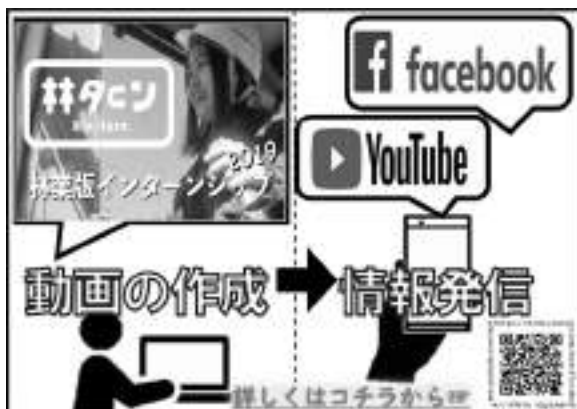 林タ⊂ン
2019
林業版インターンシップ
facebook
YouTube
動画の作成
情報発信
詳しくはコチラから☞